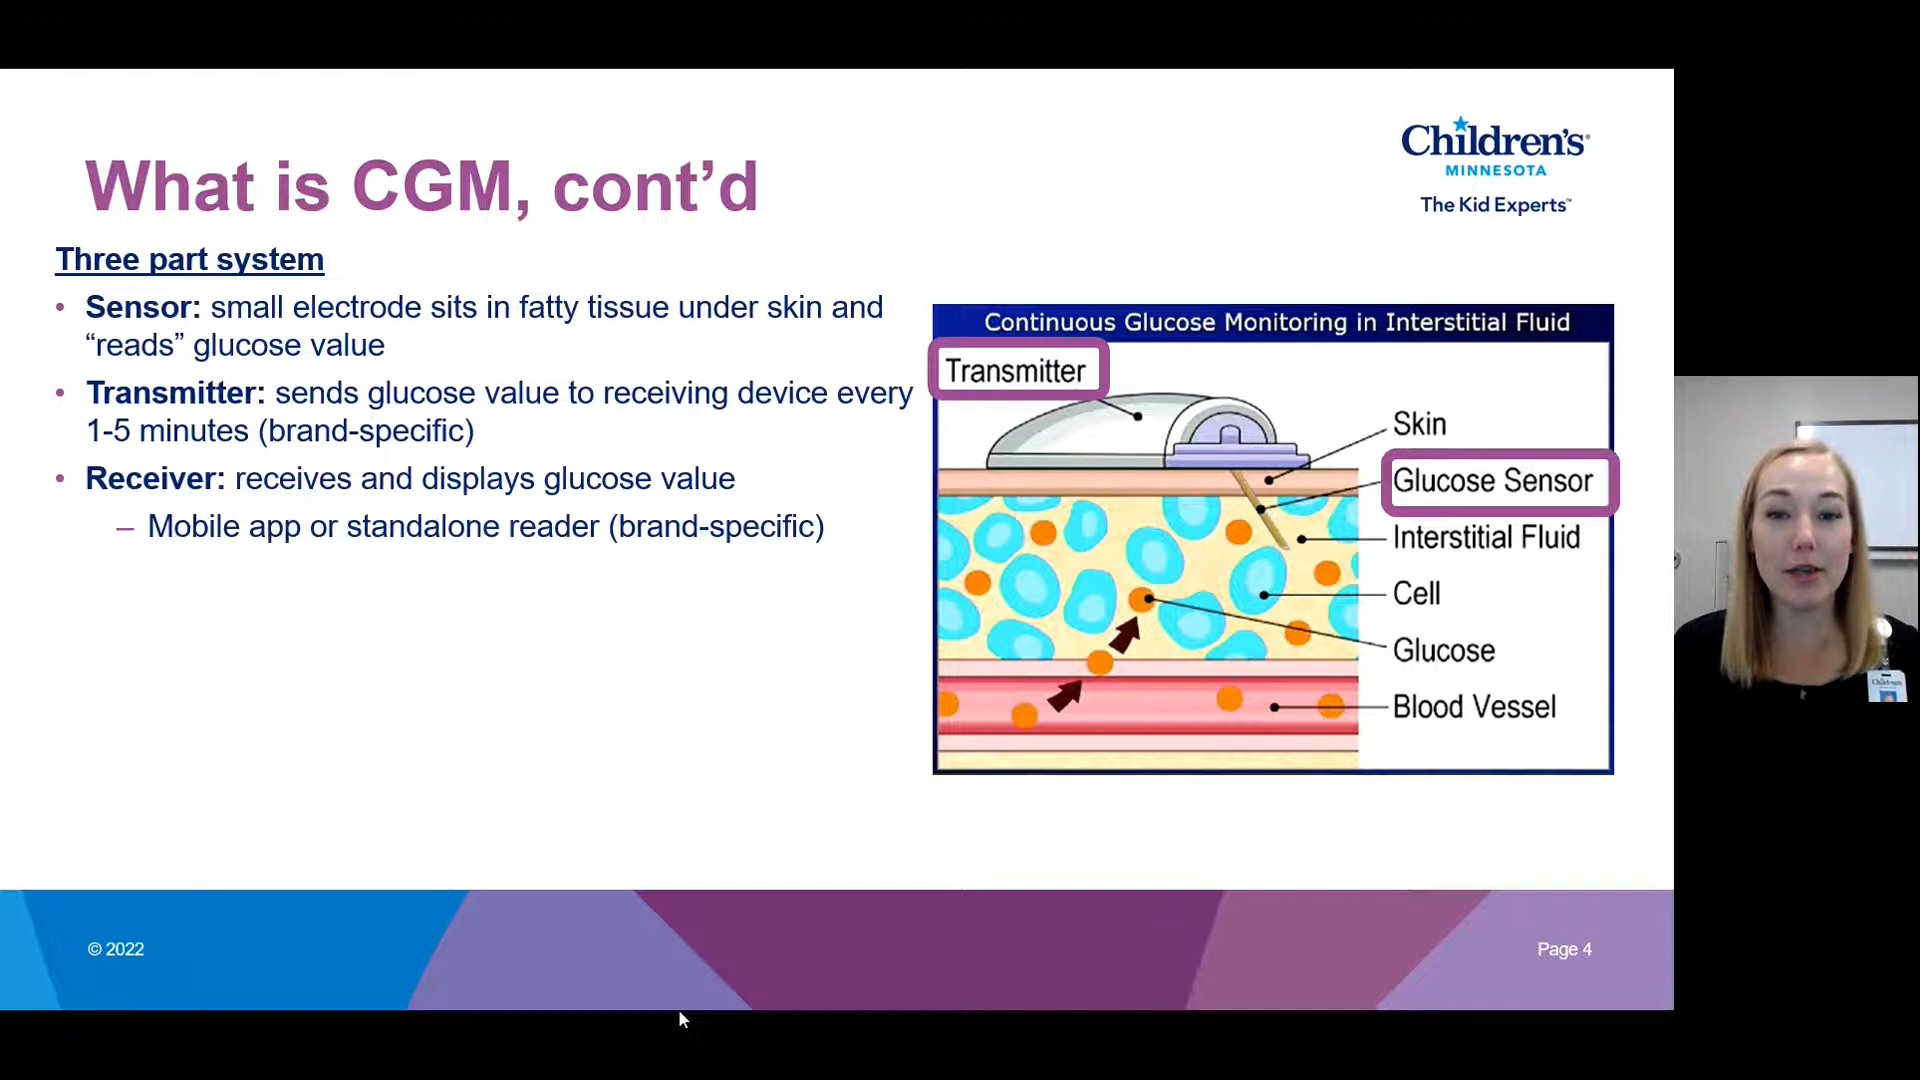 Children's®
MINNESOTA
The Kid Experts™
What is CGM, cont’d
Three part system
• Sensor: small electrode sits in fatty tissue under skin and
“reads” glucose value
• Transmitter: sends glucose value to receiving device every
1-5 minutes (brand-specific)
• Receiver: receives and displays glucose value
– Mobile app or standalone reader (brand-specific)
Continuous Glucose Monitoring in Interstitial Fluid
Transmitter
Skin
Glucose Sensor
Interstitial Fluid
Cell
Glucose
Blood Vessel
Children's
© 2022
Page 4